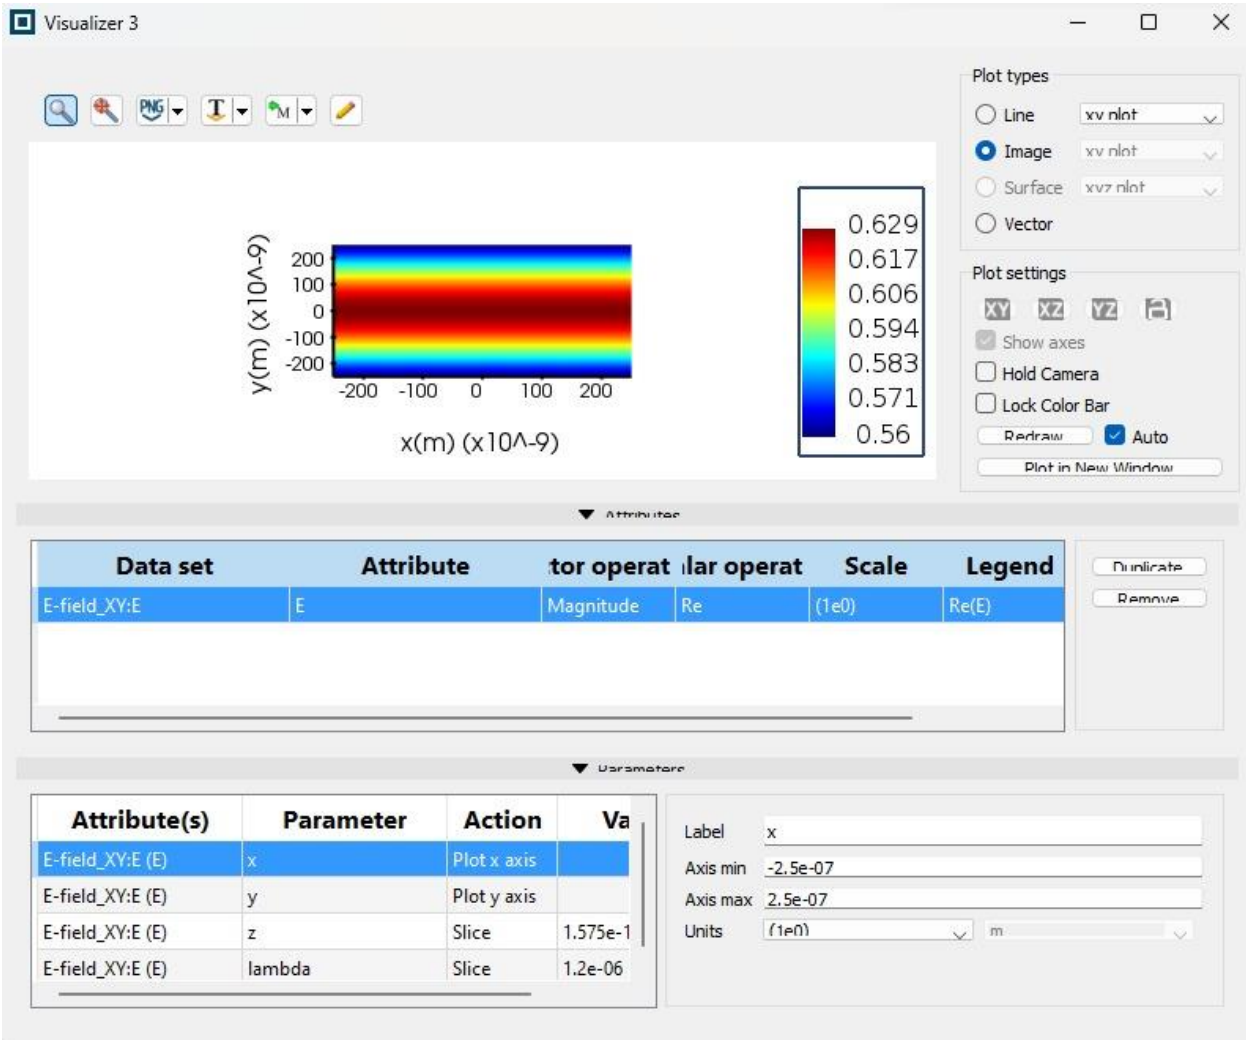 Visualizer 3
Plot types
Line xy plot
Image xy plot
Surface xyz plot
Vector
PNG T M
y(m) (x10^-9)
200
100
0
-100
-200
-200 -100 0 100 200
x(m) (x10^-9)
0.629
0.617
0.606
0.594
0.583
0.571
0.56
Plot settings
XY XZ YZ
Show axes
Hold Camera
Lock Color Bar
Redraw Auto
Plot in New Window
Attributes
Data set Attribute tor operat lar operat Scale Legend
E-field_XY:E E Magnitude Re (1e0) Re(E)
Duplicate
Remove
Parameters
Attribute(s) Parameter Action Va
E-field_XY:E (E) x Plot x axis
E-field_XY:E (E) y Plot y axis
E-field_XY:E (E) z Slice 1.575e-1
E-field_XY:E (E) lambda Slice 1.2e-06
Label x
Axis min -2.5e-07
Axis max 2.5e-07
Units (1e0) m